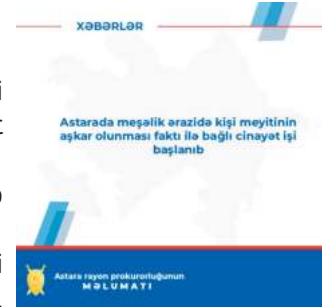 XƏBƏRLƏR
Astarada meşəlik ərazidə kişi meyitinin
aşkar olunması faktı ilə bağlı cinayət işi
başlanıb
Astara rayon prokurorluğunun
MƏLUMATI